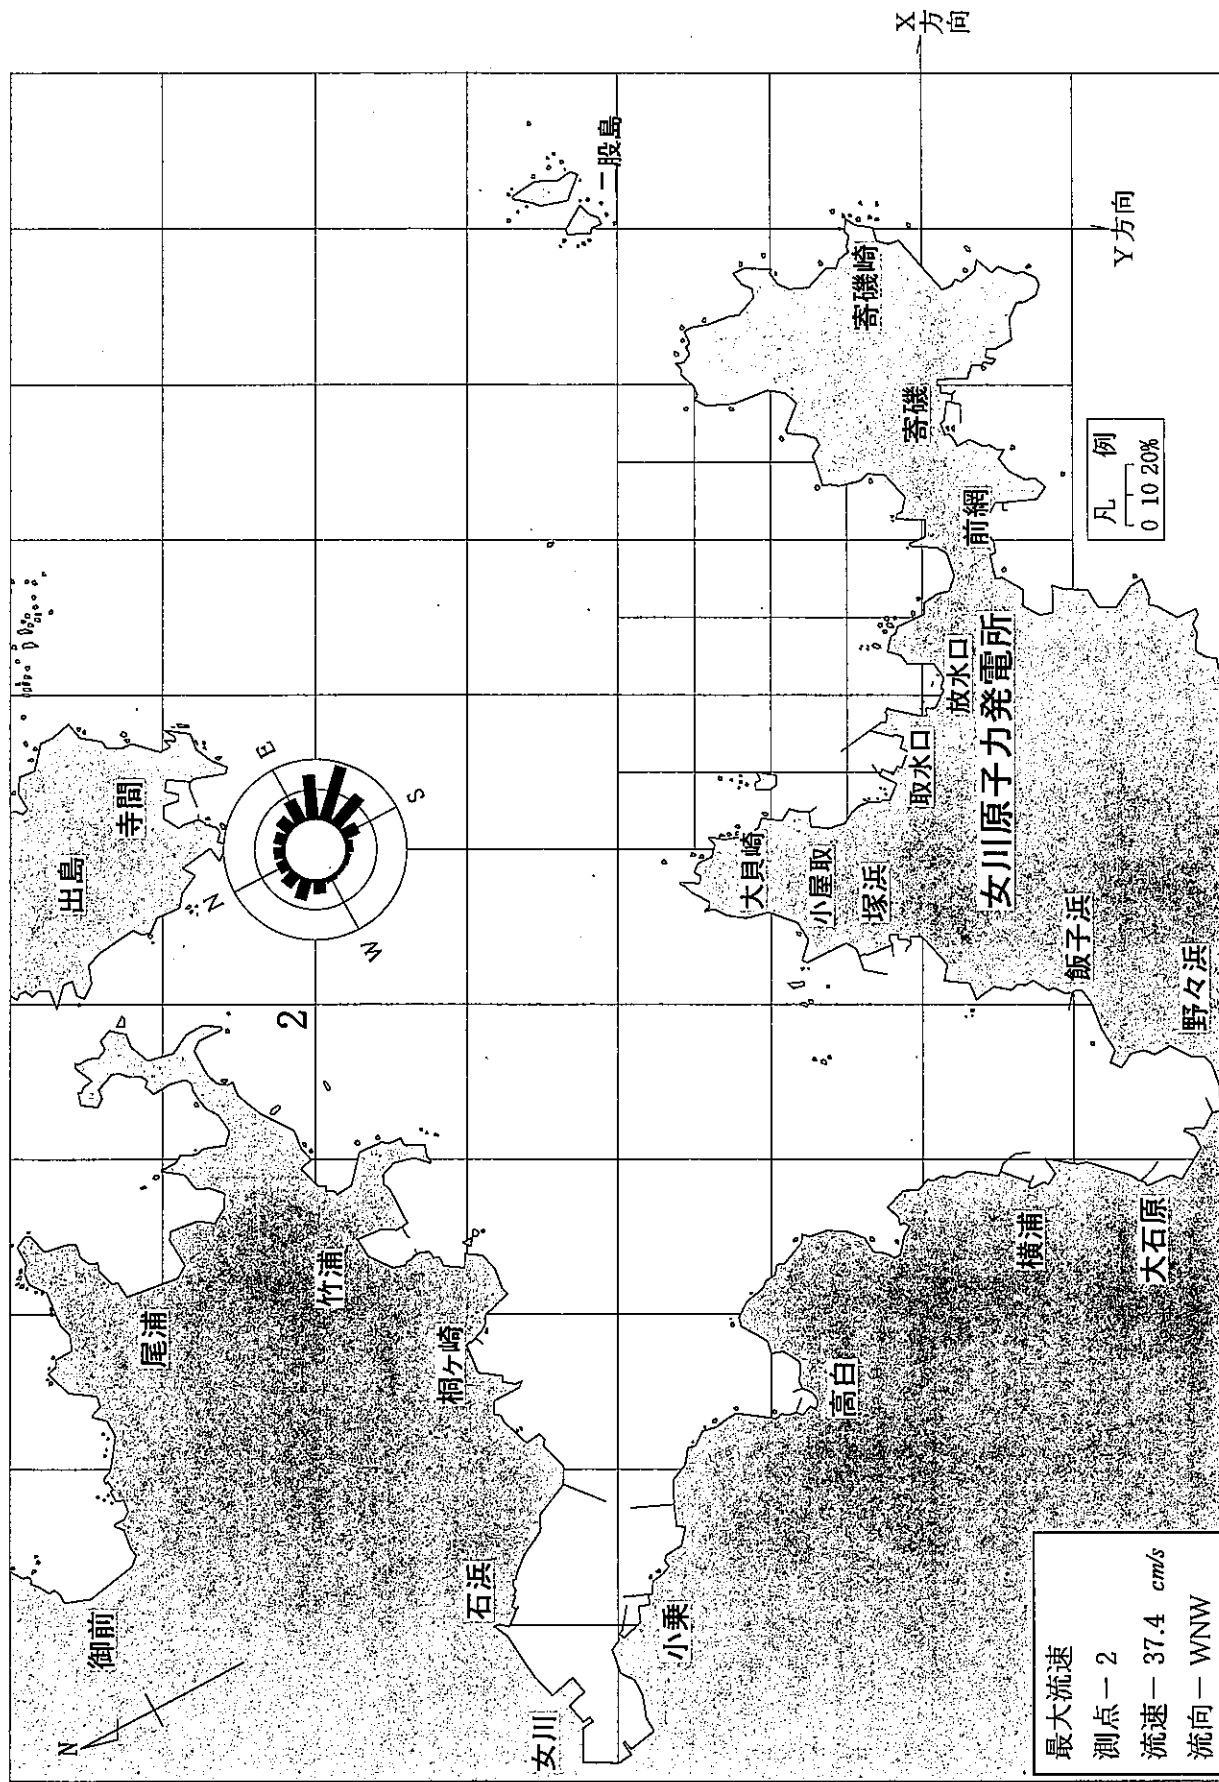 出島
寺間
二股島
E
N
S
W
2
N
御前
尾浦
竹浦
桐ヶ崎
石浜
女川
小乗
高白
横浦
大石原
野々浜
飯子浜
塚浜
小屋取
大貝崎
取水口
放水口
女川原子力発電所
前網
寄磯
寄磯崎
X方向
Y方向
凡 例
0 10 20%
最大流速
測点－2
流速－37.4 cm/s
流向－WNW